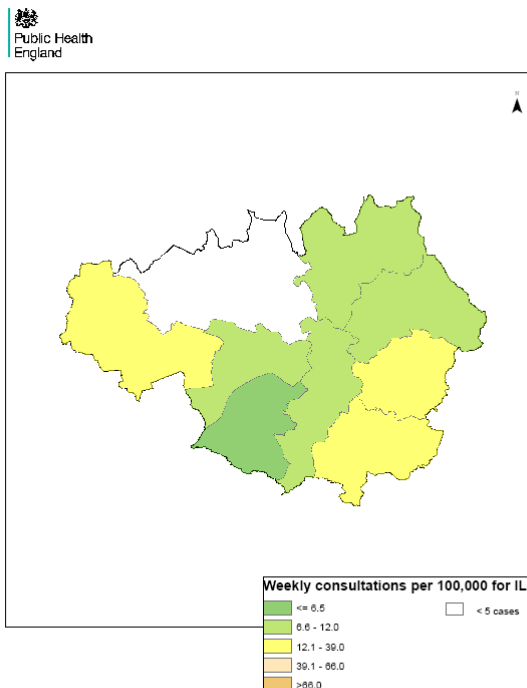 Public Health
England
Weekly consultations per 100,000 for IL
<= 6.5
< 5 cases
6.6 - 12.0
12.1 - 39.0
39.1 - 66.0
>66.0